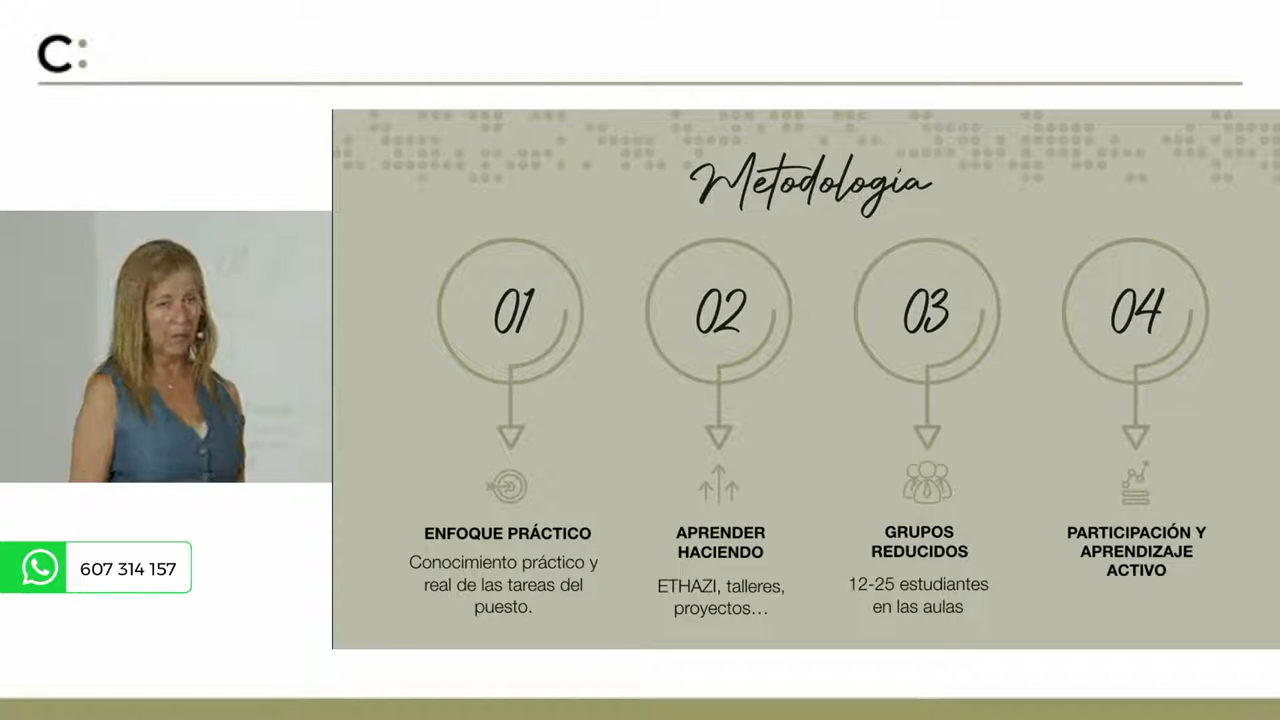 C:
Metodología
01
02
03
04
ENFOQUE PRÁCTICO
Conocimiento práctico y
real de las tareas del
puesto.
APRENDER
HACIENDO
ETHAZI, talleres,
proyectos…
GRUPOS
REDUCIDOS
12-25 estudiantes
en las aulas
PARTICIPACIÓN Y
APRENDIZAJE
ACTIVO
607 314 157